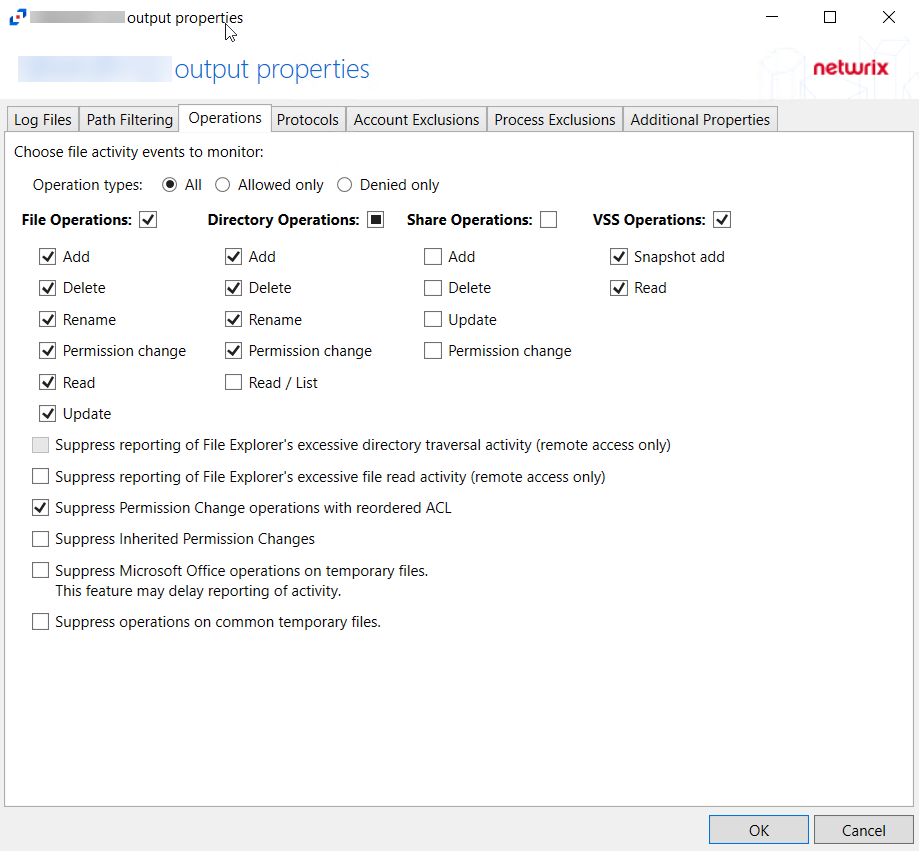 output properties
output properties
netwrix
Log Files Path Filtering Operations Protocols Account Exclusions Process Exclusions Additional Properties
Choose file activity events to monitor:
Operation types: All Allowed only Denied only
File Operations: Directory Operations: Share Operations: VSS Operations:
Add Add Add Snapshot add
Delete Delete Delete Read
Rename Rename Update
Permission change Permission change Permission change
Read Read / List
Update
Suppress reporting of File Explorer's excessive directory traversal activity (remote access only)
Suppress reporting of File Explorer's excessive file read activity (remote access only)
Suppress Permission Change operations with reordered ACL
Suppress Inherited Permission Changes
Suppress Microsoft Office operations on temporary files.
This feature may delay reporting of activity.
Suppress operations on common temporary files.
OK Cancel